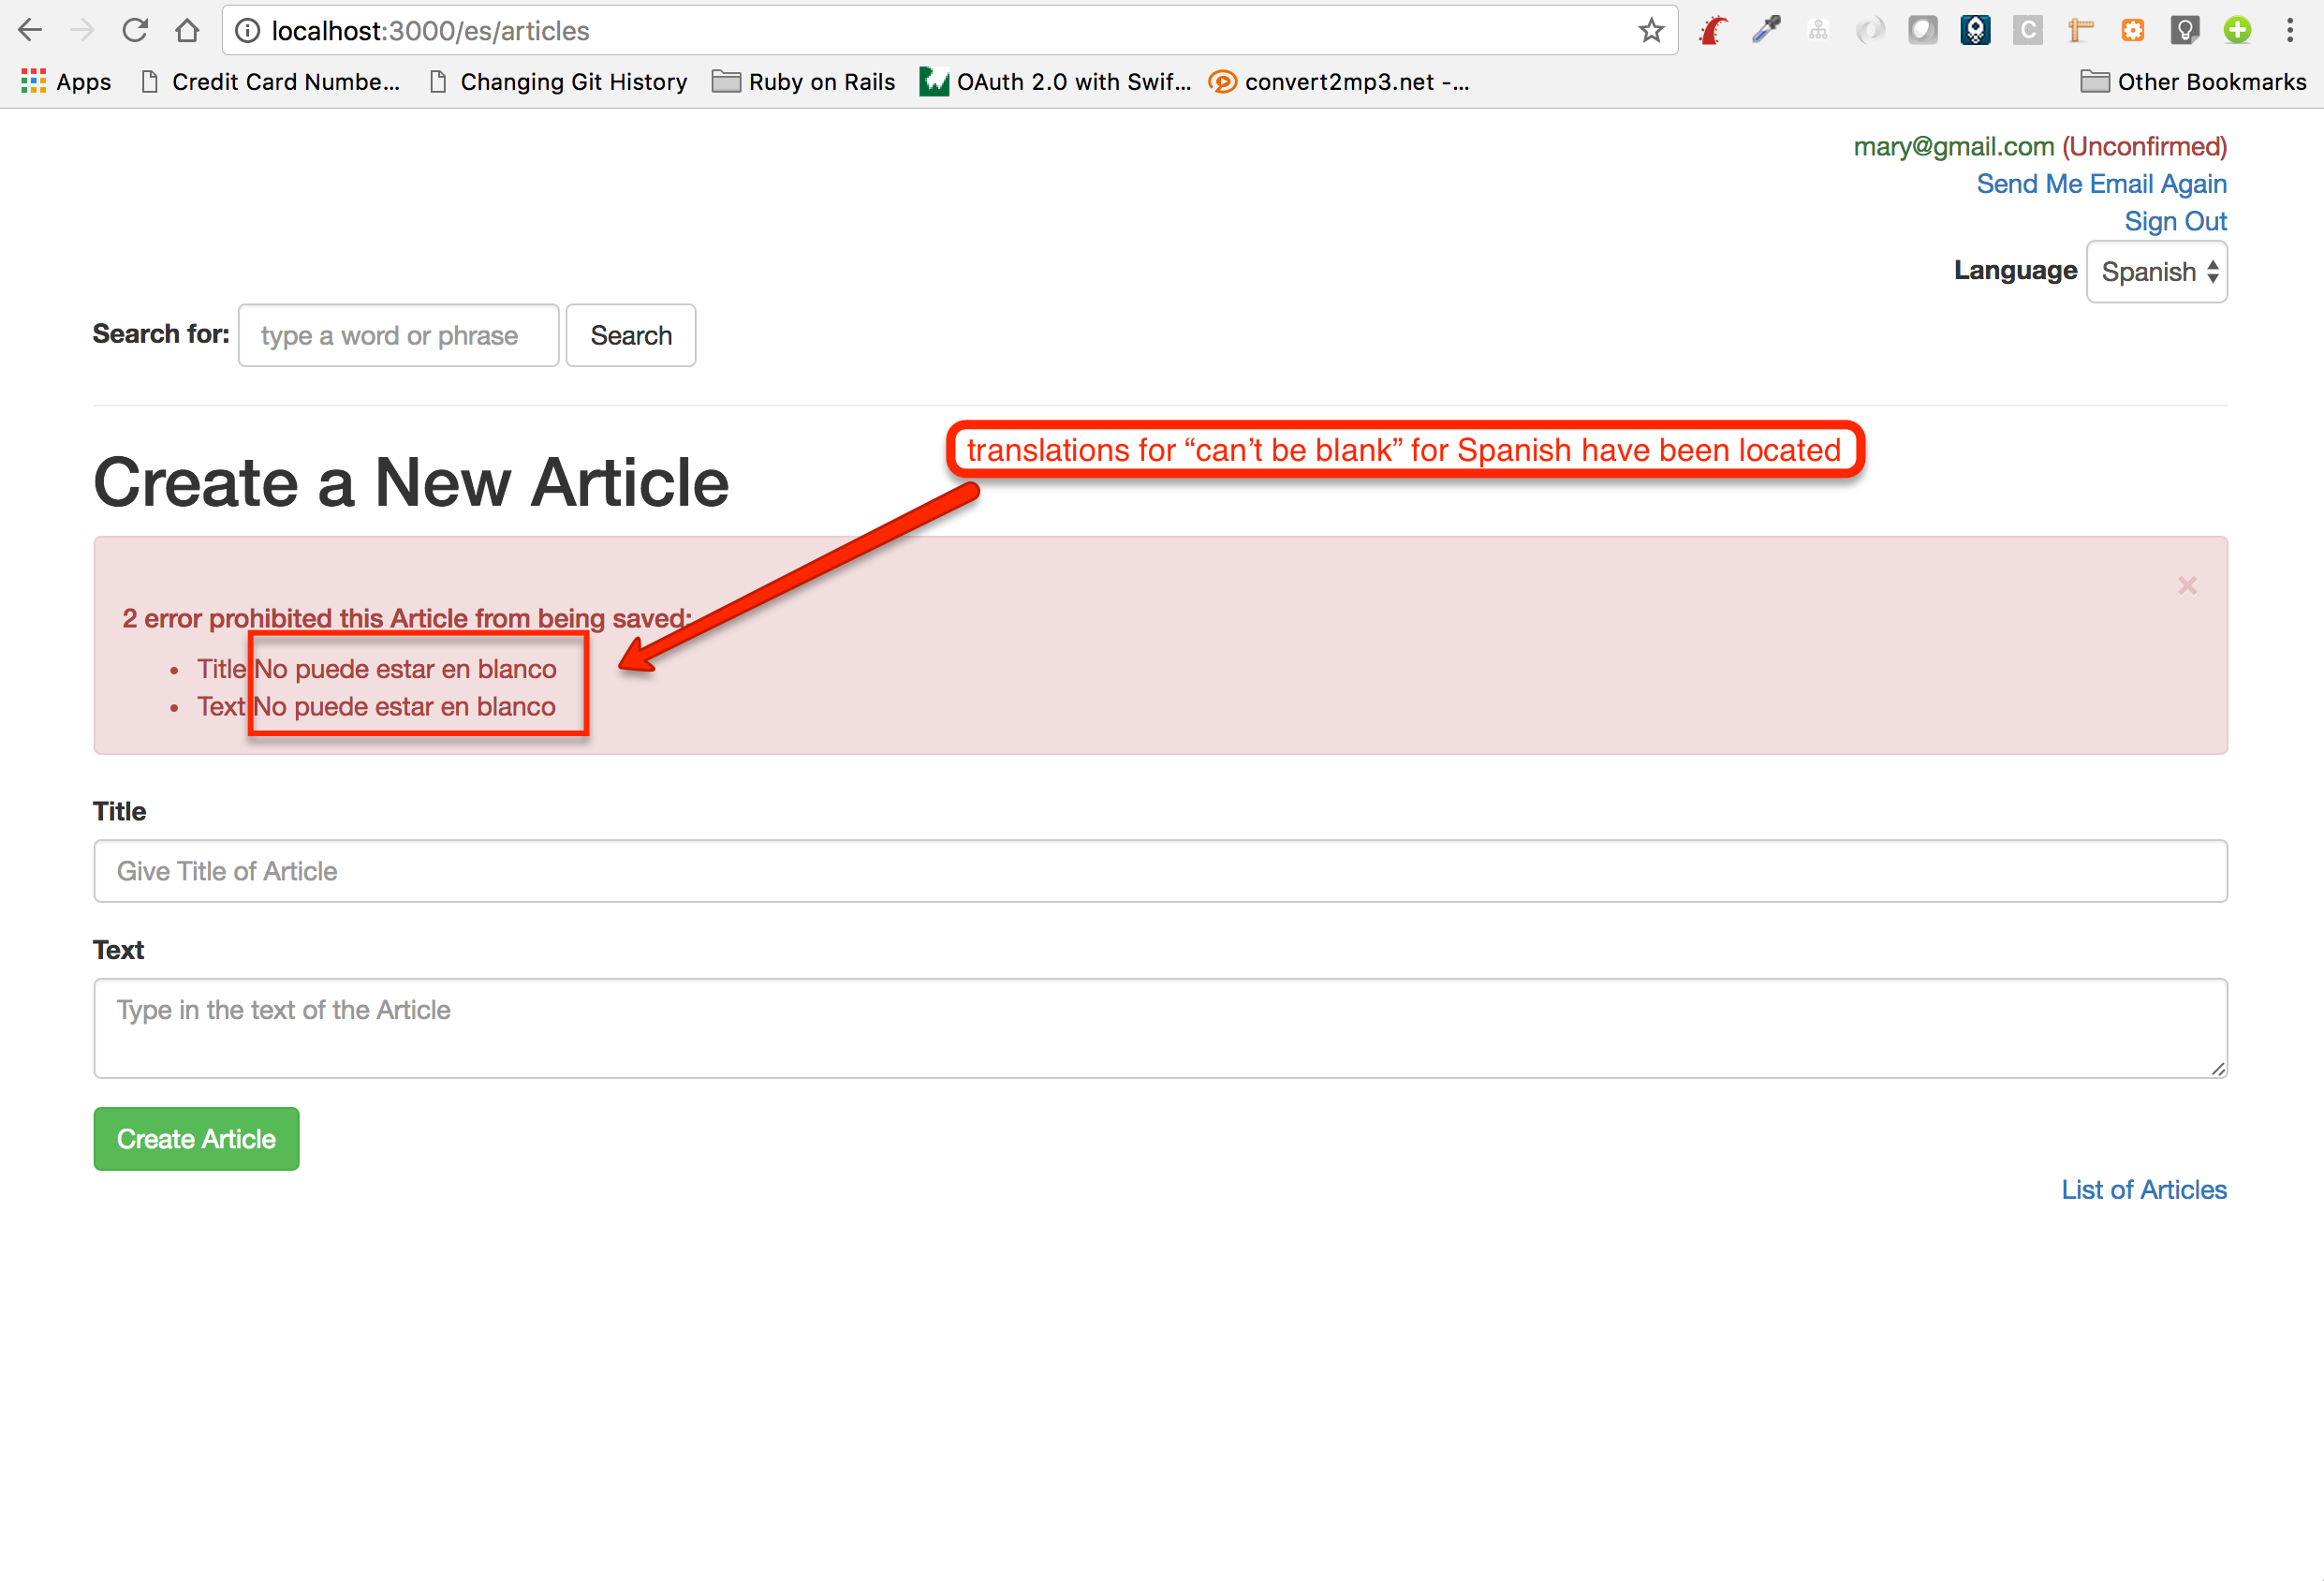 localhost:3000/es/articles
C
Apps Credit Card Numbe... Changing Git History Ruby on Rails OAuth 2.0 with Swif... convert2mp3.net -... Other Bookmarks
mary@gmail.com (Unconfirmed)
Send Me Email Again
Sign Out
Language Spanish
Search for: type a word or phrase Search
translations for “can’t be blank” for Spanish have been located
Create a New Article
×
2 error prohibited this Article from being saved:
• Title No puede estar en blanco
• Text No puede estar en blanco
Title
Give Title of Article
Text
Type in the text of the Article
Create Article
List of Articles